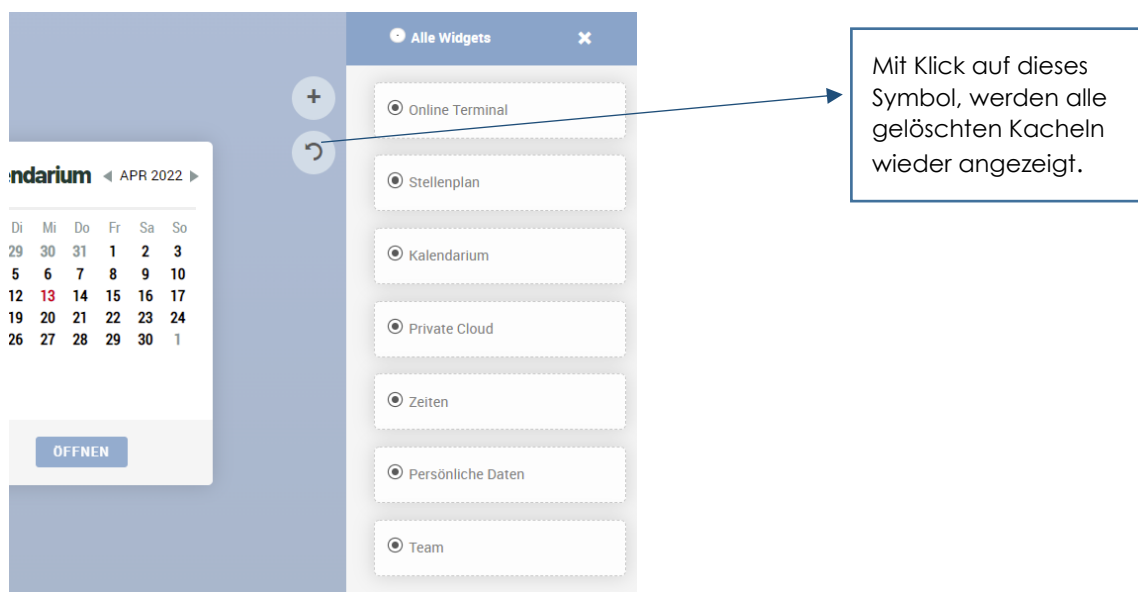 Alle Widgets
Online Terminal
Stellenplan
Kalendarium
Private Cloud
Zeiten
Persönliche Daten
Team
ndarium APR 2022
Di Mi Do Fr Sa So
29 30 31 1 2 3
5 6 7 8 9 10
12 13 14 15 16 17
19 20 21 22 23 24
26 27 28 29 30 1
ÖFFNEN
Mit Klick auf dieses
Symbol, werden alle
gelöschten Kacheln
wieder angezeigt.